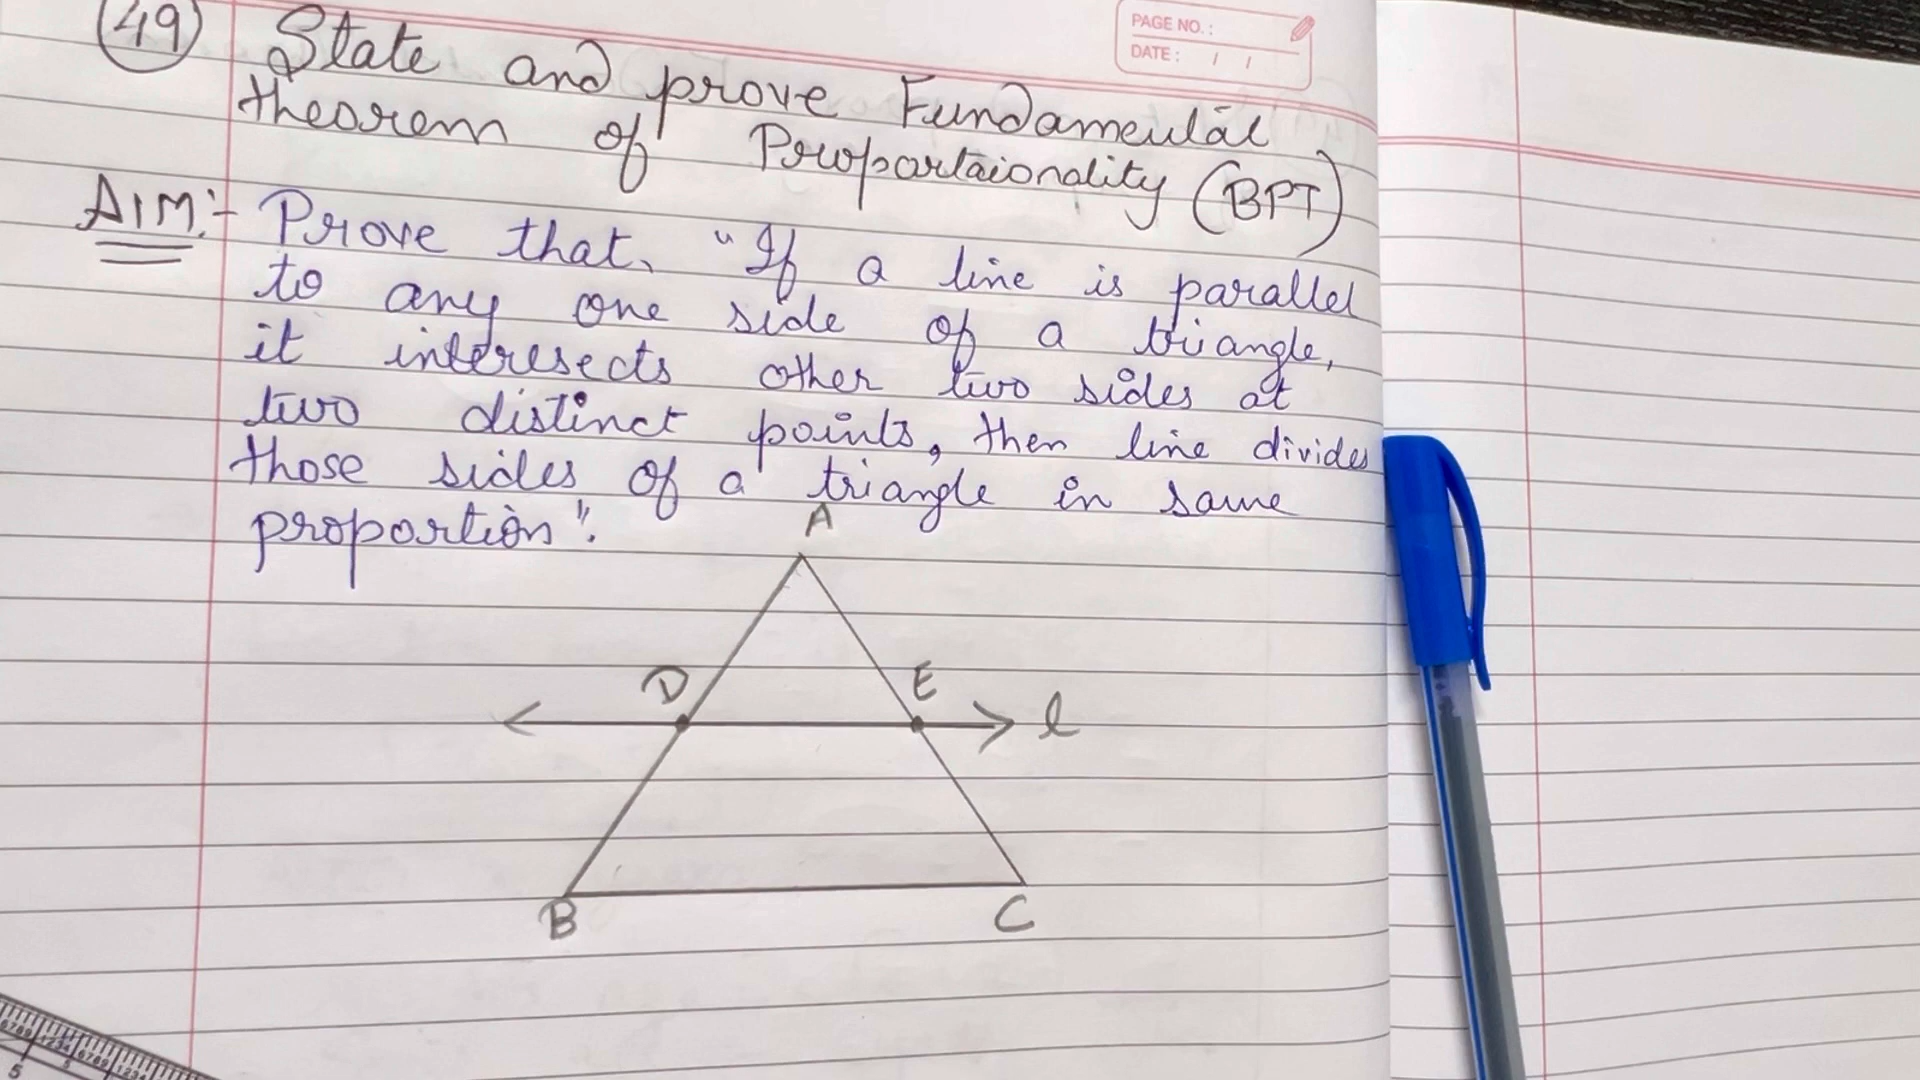 PAGE NO. :
DATE : / /
49 State and prove Fundamental
theorem of Proportaionality (BPT)
AIM:- Prove that, "If a line is parallel
to any one side of a triangle,
it interesects other two sides at
two distinct points, then line divides
those sides of a triangle in same
proportion".
A
D E
l
B C